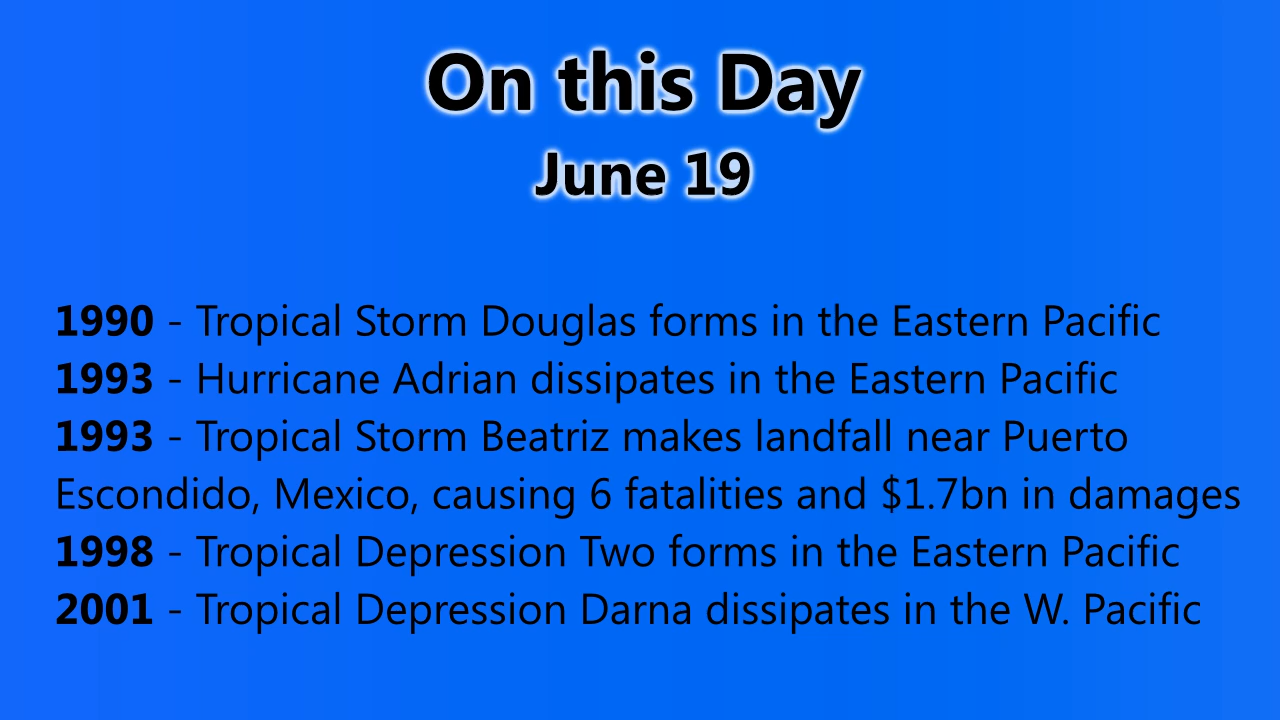 On this Day
June 19
1990 - Tropical Storm Douglas forms in the Eastern Pacific
1993 - Hurricane Adrian dissipates in the Eastern Pacific
1993 - Tropical Storm Beatriz makes landfall near Puerto
Escondido, Mexico, causing 6 fatalities and $1.7bn in damages
1998 - Tropical Depression Two forms in the Eastern Pacific
2001 - Tropical Depression Darna dissipates in the W. Pacific